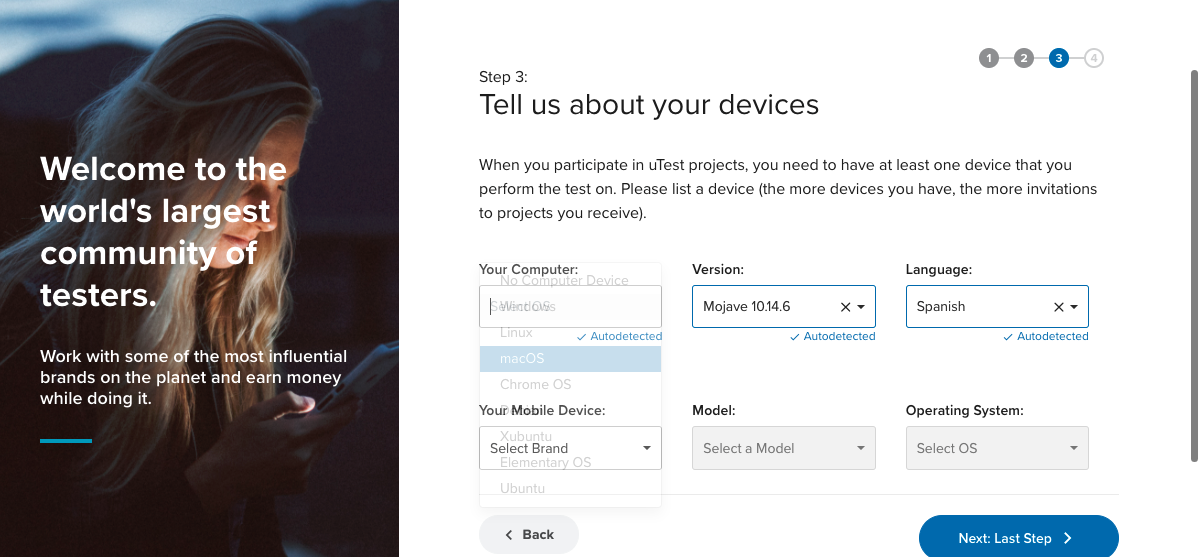 Welcome to the
world's largest
community of
testers.
Work with some of the most influential
brands on the planet and earn money
while doing it.
1 2 3 4
Step 3:
Tell us about your devices
When you participate in uTest projects, you need to have at least one device that you
perform the test on. Please list a device (the more devices you have, the more invitations
to projects you receive).
Your Computer:
No Computer Device
Select OS
Windows
Linux
Autodetected
macOS
Chrome OS
Version:
Mojave 10.14.6
Autodetected
Language:
Spanish
Autodetected
Your Mobile Device:
Xubuntu
Select Brand
Elementary OS
Ubuntu
Model:
Select a Model
Operating System:
Select OS
Back
Next: Last Step